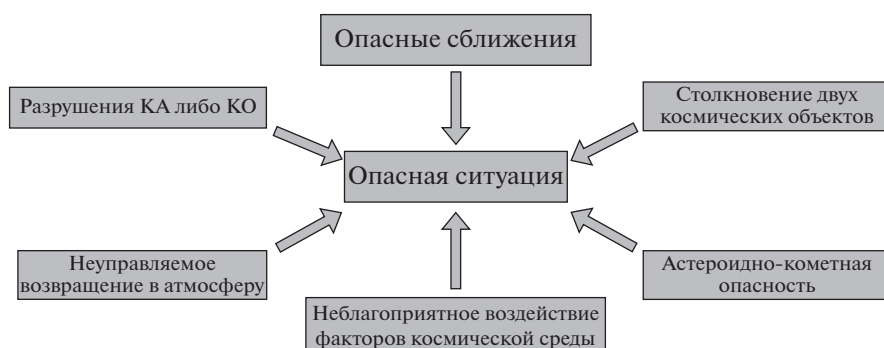 Опасные сближения
Разрушения КА либо КО
Столкновение двух
космических объектов
Опасная ситуация
Неуправляемое
возвращение в атмосферу
Астероидно-кометная
опасность
Неблагоприятное воздействие
факторов космической среды